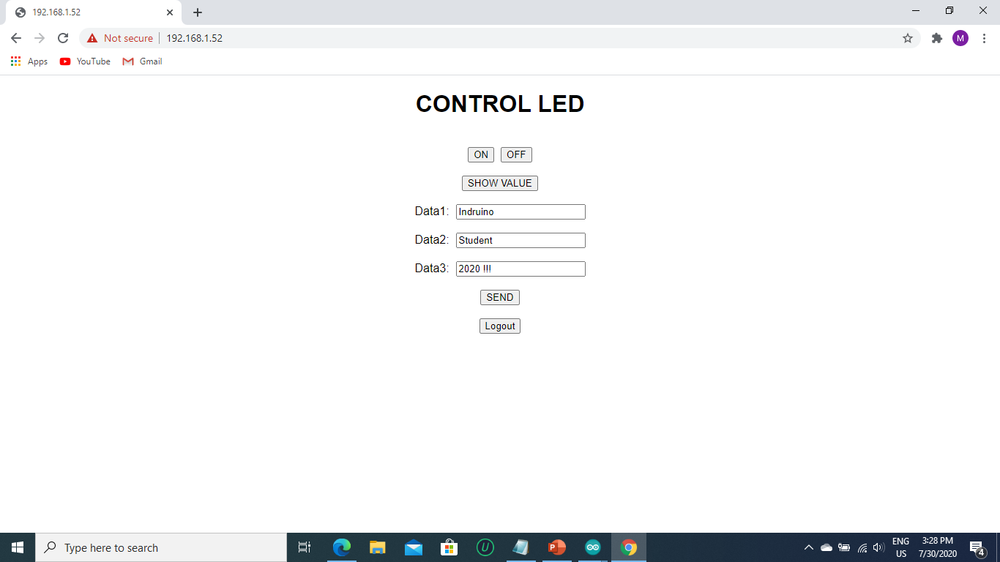 192.168.1.52
Not secure 192.168.1.52
M
Apps YouTube Gmail
CONTROL LED
ON OFF
SHOW VALUE
Data1: Indruino
Data2: Student
Data3: 2020 !!!
SEND
Logout
Type here to search
ENG 3:28 PM
US 7/30/2020
4